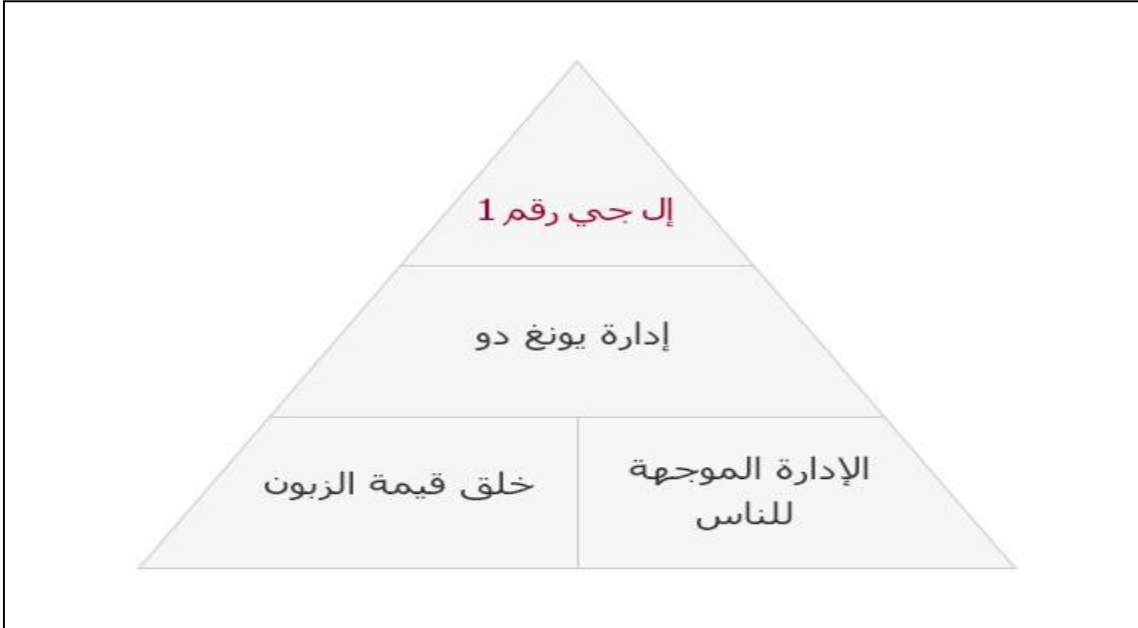 إل جي رقم 1
إدارة يونغ دو
الإدارة الموجهة
للناس
خلق قيمة الزبون